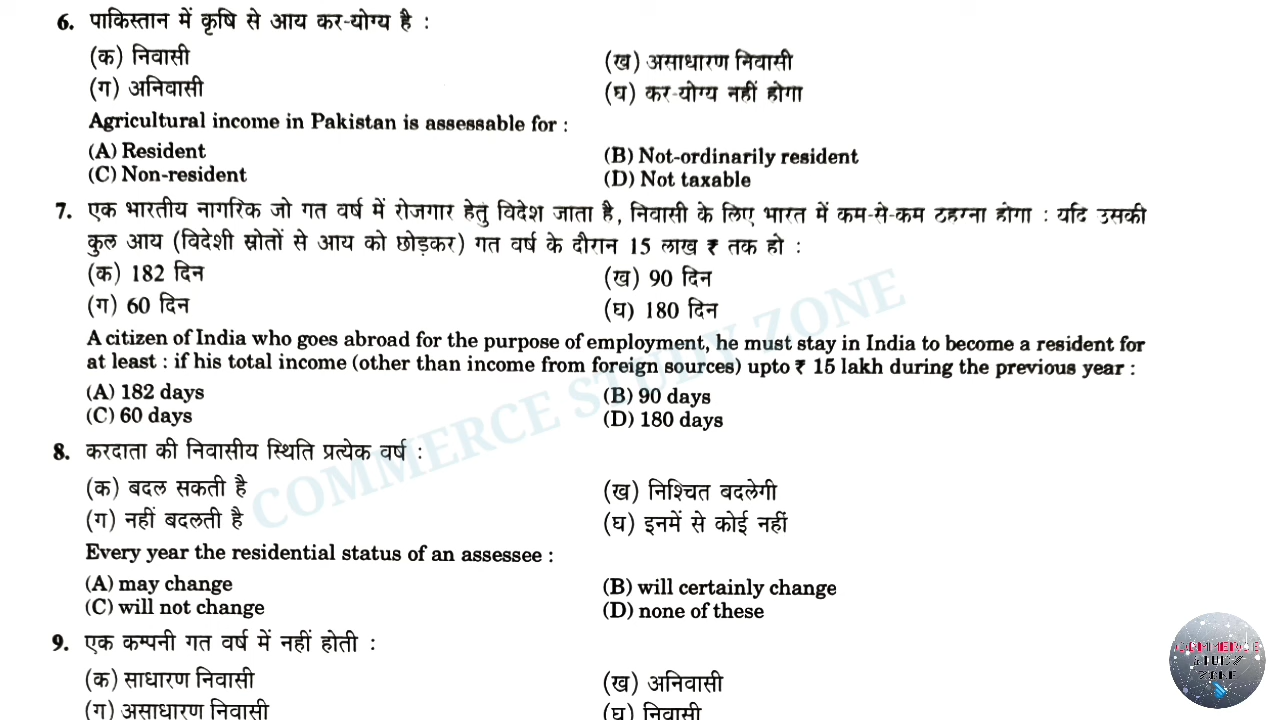 6. पाकिस्तान में कृषि से आय कर-योग्य है :
(क) निवासी (ख) असाधारण निवासी
(ग) अनिवासी (घ) कर-योग्य नहीं होगा
Agricultural income in Pakistan is assessable for :
(A) Resident (B) Not-ordinarily resident
(C) Non-resident (D) Not taxable
7. एक भारतीय नागरिक जो गत वर्ष में रोजगार हेतु विदेश जाता है, निवासी के लिए भारत में कम-से-कम ठहरना होगा : यदि उसकी
कुल आय (विदेशी स्रोतों से आय को छोड़कर) गत वर्ष के दौरान 15 लाख ₹ तक हो :
(क) 182 दिन (ख) 90 दिन
(ग) 60 दिन (घ) 180 दिन
A citizen of India who goes abroad for the purpose of employment, he must stay in India to become a resident for
at least : if his total income (other than income from foreign sources) upto ₹ 15 lakh during the previous year :
(A) 182 days (B) 90 days
(C) 60 days (D) 180 days
8. करदाता की निवासीय स्थिति प्रत्येक वर्ष :
(क) बदल सकती है (ख) निश्चित बदलेगी
(ग) नहीं बदलती है (घ) इनमें से कोई नहीं
Every year the residential status of an assessee :
(A) may change (B) will certainly change
(C) will not change (D) none of these
9. एक कम्पनी गत वर्ष में नहीं होती :
(क) साधारण निवासी (ख) अनिवासी
(ग) असाधारण निवासी (घ) निवासी
COMMERCE STUDY ZONE
COMMERCE
STUDY
ZONE